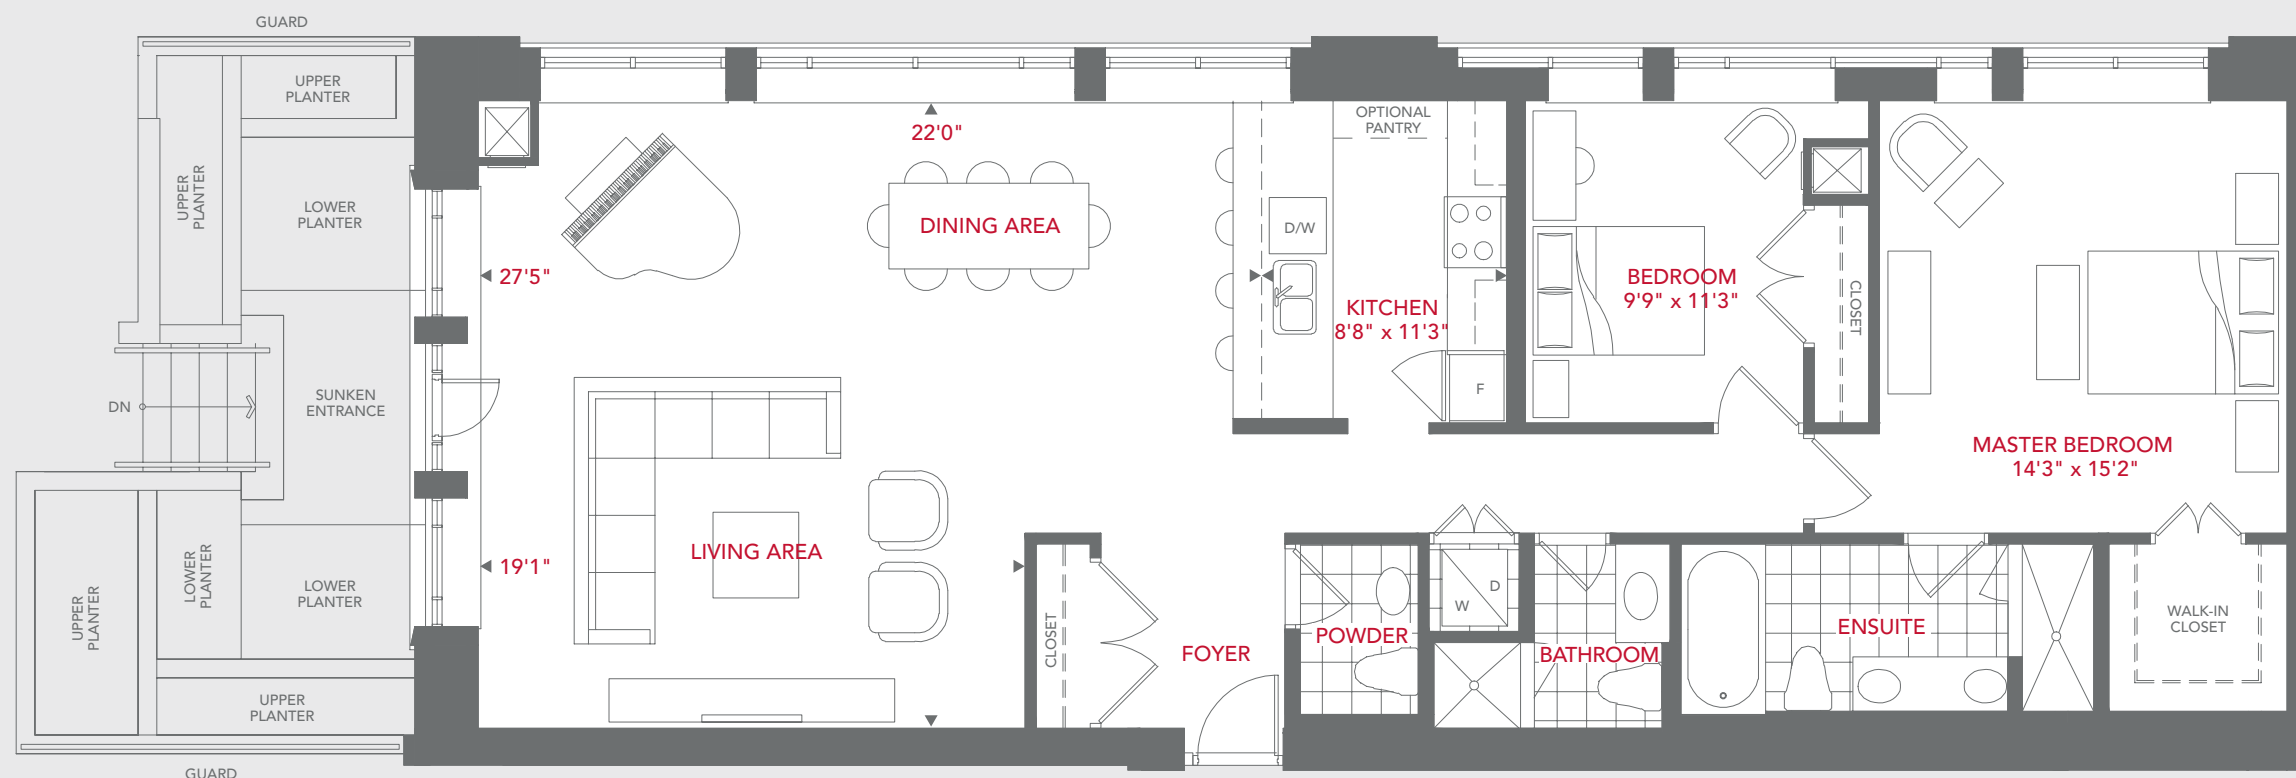 GUARD
UPPER
PLANTER
UPPER
PLANTER
LOWER
PLANTER
DN
SUNKEN
ENTRANCE
UPPER
PLANTER
LOWER
PLANTER
LOWER
PLANTER
UPPER
PLANTER
GUARD
22'0"
27'5"
DINING AREA
19'1"
LIVING AREA
CLOSET
FOYER
OPTIONAL
PANTRY
D/W
KITCHEN
8'8" x 11'3"
F
BEDROOM
9'9" x 11'3"
CLOSET
MASTER BEDROOM
14'3" x 15'2"
POWDER
W
D
BATHROOM
ENSUITE
WALK-IN
CLOSET